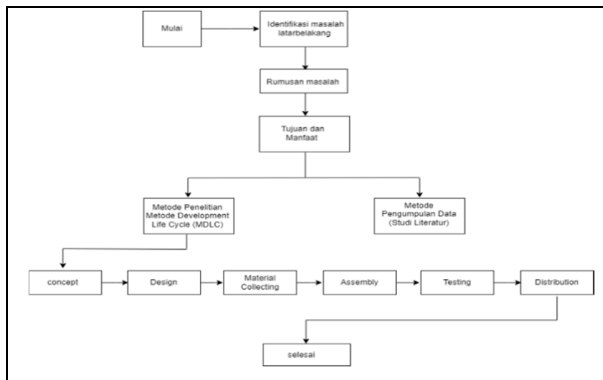 Mulai
Identifikasi masalah
latarbelakang
Rumusan masalah
Tujuan dan
Manfaat
Metode Penelitian
Metode Development
Life Cycle (MDLC)
Metode
Pengumpulan Data
(Studi Literatur)
concept
Design
Material
Collecting
Assembly
Testing
Distribution
selesai